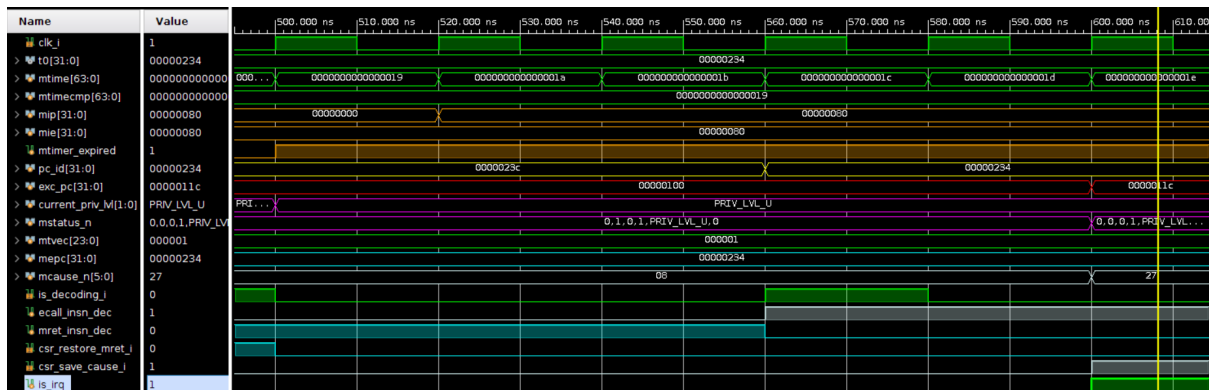 Name Value 500.000 ns 510.000 ns 520.000 ns 530.000 ns 540.000 ns 550.000 ns 560.000 ns 570.000 ns 580.000 ns 590.000 ns 600.000 ns 610.0
clk_i 1
t0[31:0] 00000234 00000234
mtime[63:0] 000000000000 000... 0000000000000019 000000000000001a 000000000000001b 000000000000001c 000000000000001d 000000000000001e
mtimecmp[63:0] 000000000000 0000000000000019
mip[31:0] 00000080 00000000 00000080
mie[31:0] 00000080 00000080
mtimer_expired 1
pc_id[31:0] 00000234 0000023c 00000234
exc_pc[31:0] 0000011c 00000100 0000011c
current_priv_lvl[1:0] PRIV_LVL_U PRI... PRIV_LVL_U
mstatus_n 0,0,0,1,PRIV_LVL 0,1,0,1,PRIV_LVL_U,0 0,0,0,1,PRIV_LVL...
mtvec[23:0] 000001 000001
mepc[31:0] 00000234 00000234
mcause_n[5:0] 27 08 27
is_decoding_i 0
ecall_insn_dec 1
mret_insn_dec 0
csr_restore_mret_i 0
csr_save_cause_i 1
is_irq 1